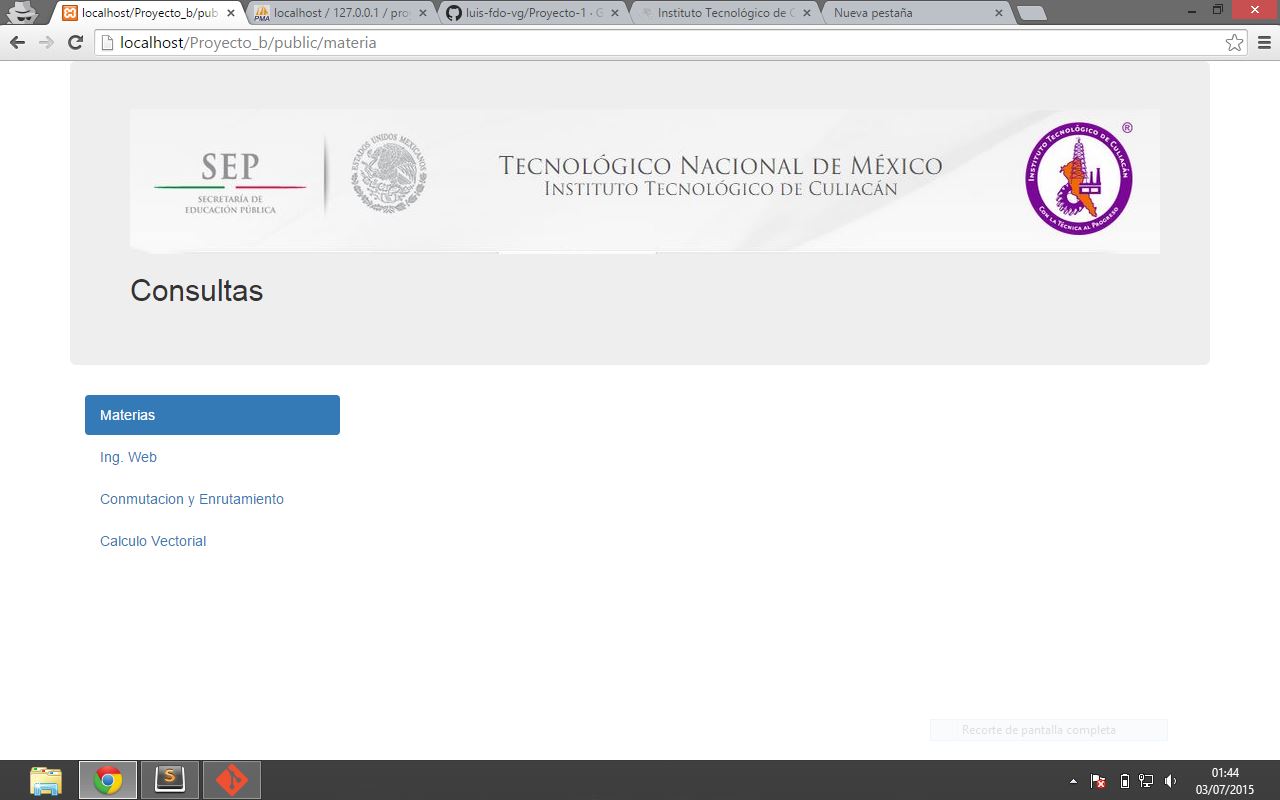 localhost/Proyecto_b/pub
localhost / 127.0.0.1 / pro
luis-fdo-vg/Proyecto-1 · G
Instituto Tecnológico de C
Nueva pestaña
localhost/Proyecto_b/public/materia
SEP
SECRETARÍA DE
EDUCACIÓN PÚBLICA
ESTADOS UNIDOS MEXICANOS
TECNOLÓGICO NACIONAL DE MÉXICO
INSTITUTO TECNOLÓGICO DE CULIACÁN
INSTITUTO TECNOLÓGICO DE CULIACÁN
CON LA TÉCNICA AL PROGRESO
®
Consultas
Materias
Ing. Web
Conmutacion y Enrutamiento
Calculo Vectorial
Recorte de pantalla completa
01:44
03/07/2015